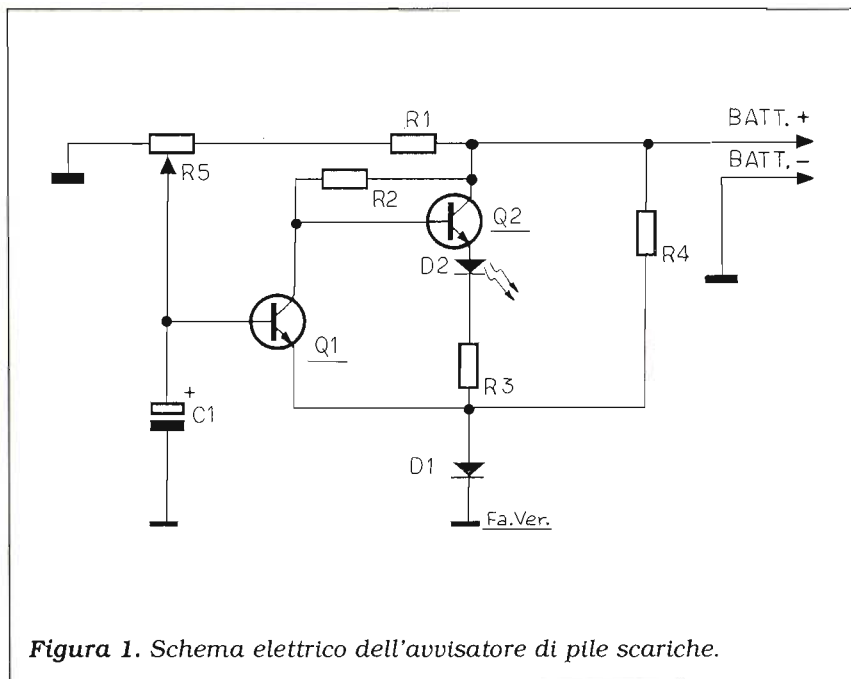 R1
BATT. +
BATT. -
R5
R2
Q2
D2
R4
Q1
R3
+
C1
D1
Fa.Ver.
Figura 1. Schema elettrico dell'avvisatore di pile scariche.